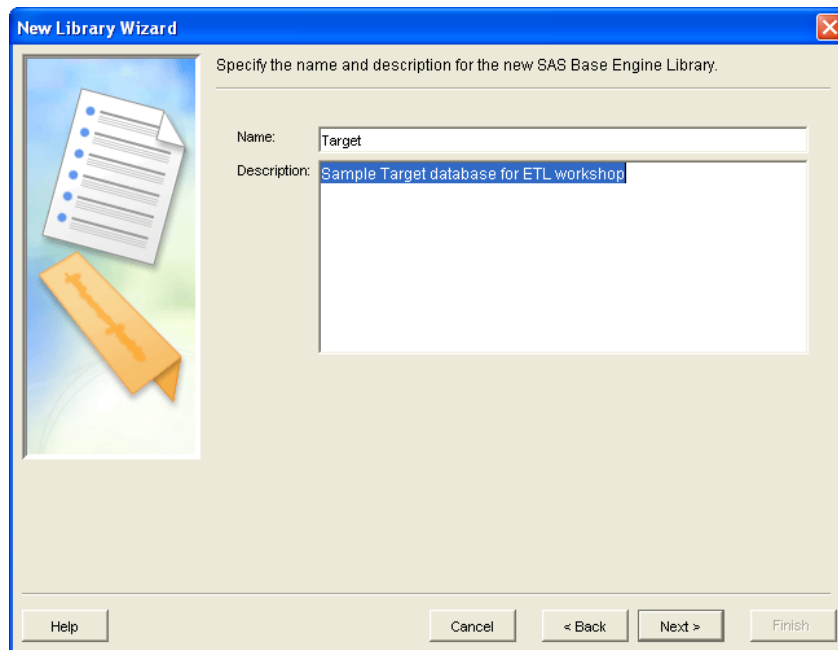 New Library Wizard
Specify the name and description for the new SAS Base Engine Library.
Name: Target
Description: Sample Target database for ETL workshop
Help Cancel < Back Next > Finish